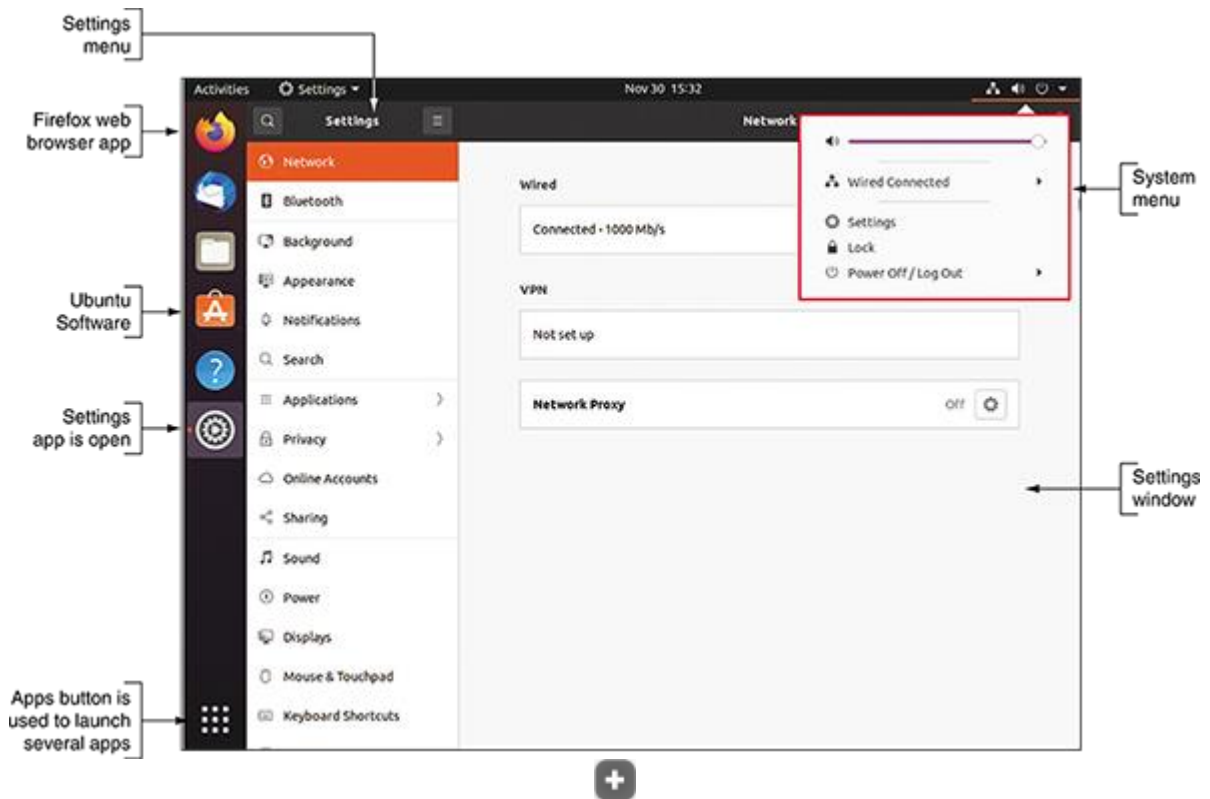 Settings
menu
Activities
Settings
Nov 30 15:32
Firefox web
browser app
Settings
Network
Network
Bluetooth
Background
Appearance
Notifications
Search
Applications
Privacy
Online Accounts
Sharing
Sound
Power
Displays
Mouse & Touchpad
Keyboard Shortcuts
Wired
Connected - 1000 Mb/s
VPN
Not set up
Network Proxy
Off
Wired Connected
Settings
Lock
Power Off / Log Out
System
menu
Ubuntu
Software
?
Settings
app is open
Settings
window
Apps button is
used to launch
several apps